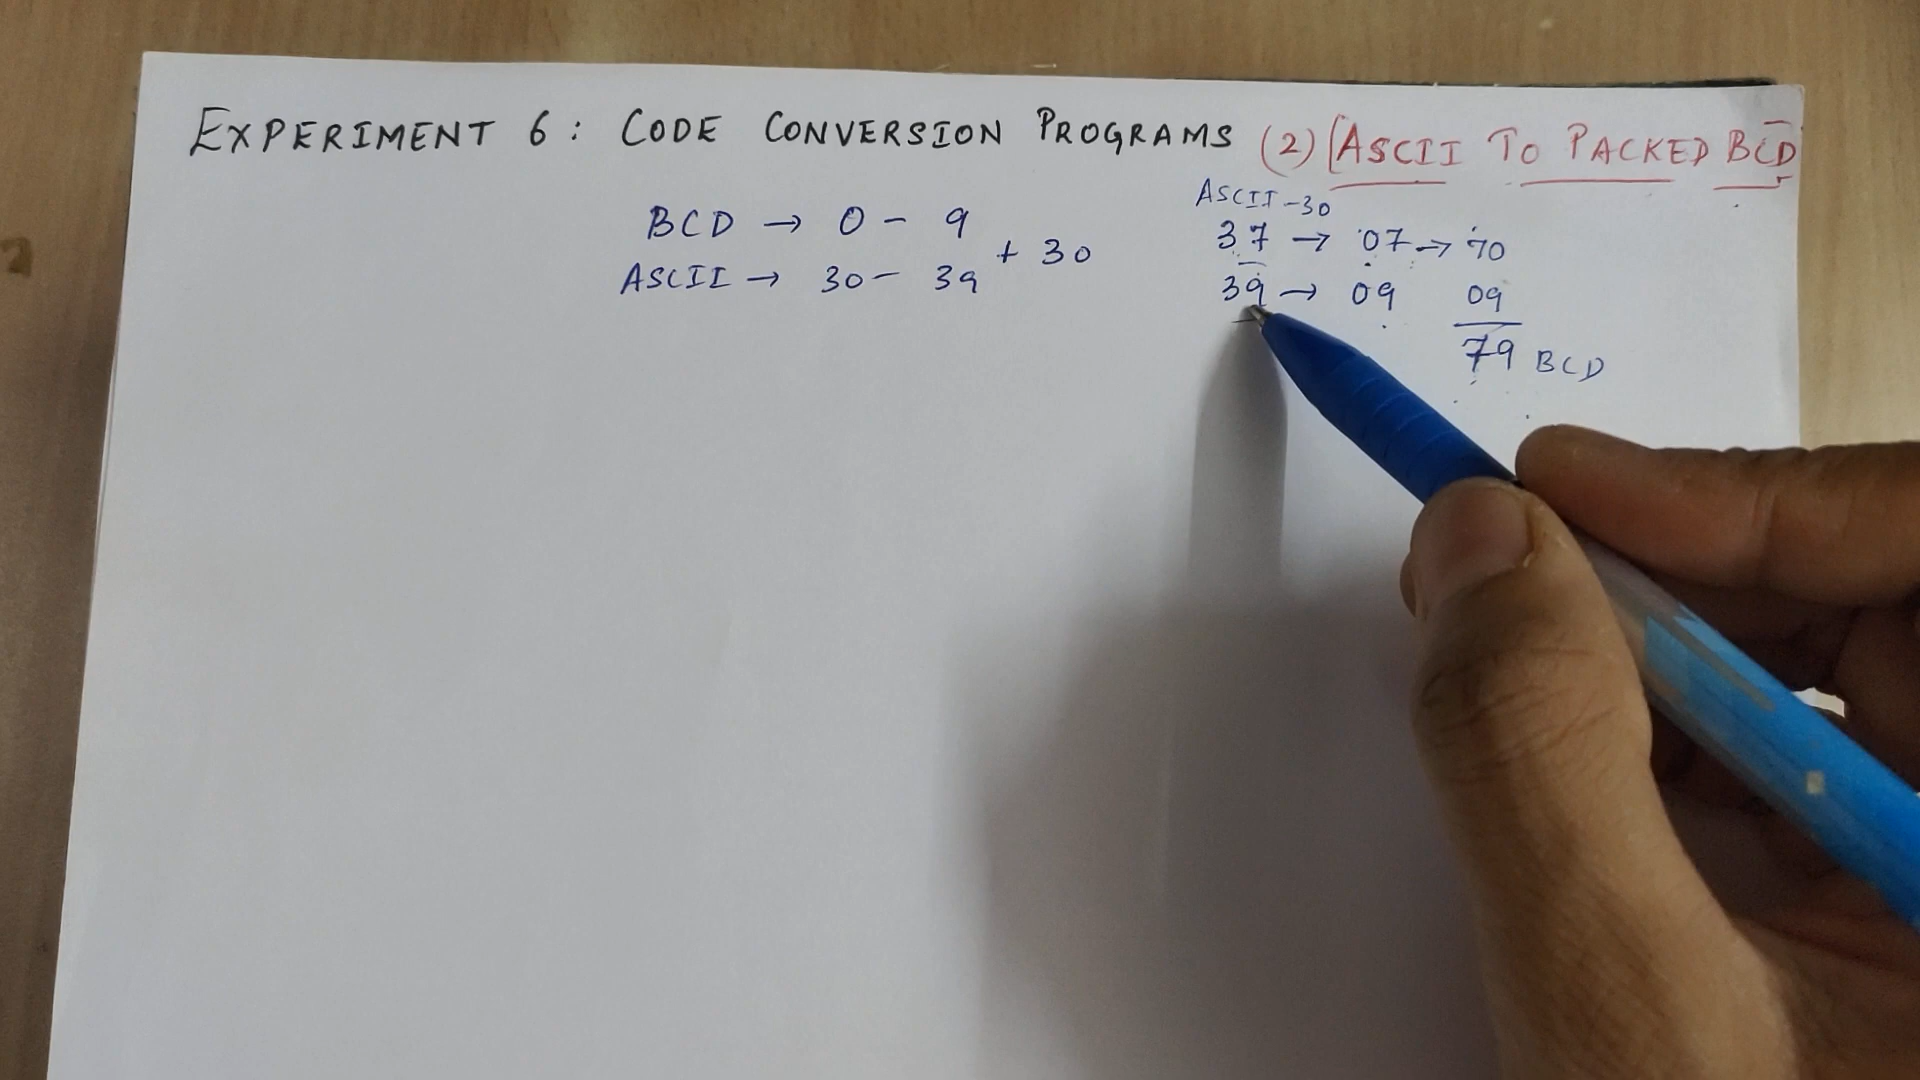 EXPERIMENT 6 : CODE CONVERSION PROGRAMS (2) [ASCII TO PACKED BCD
BCD → 0 - 9
ASCII → 30 - 39
+ 30
ASCII - 30
37 → 07 → 70
39 → 09 09
79 BCD